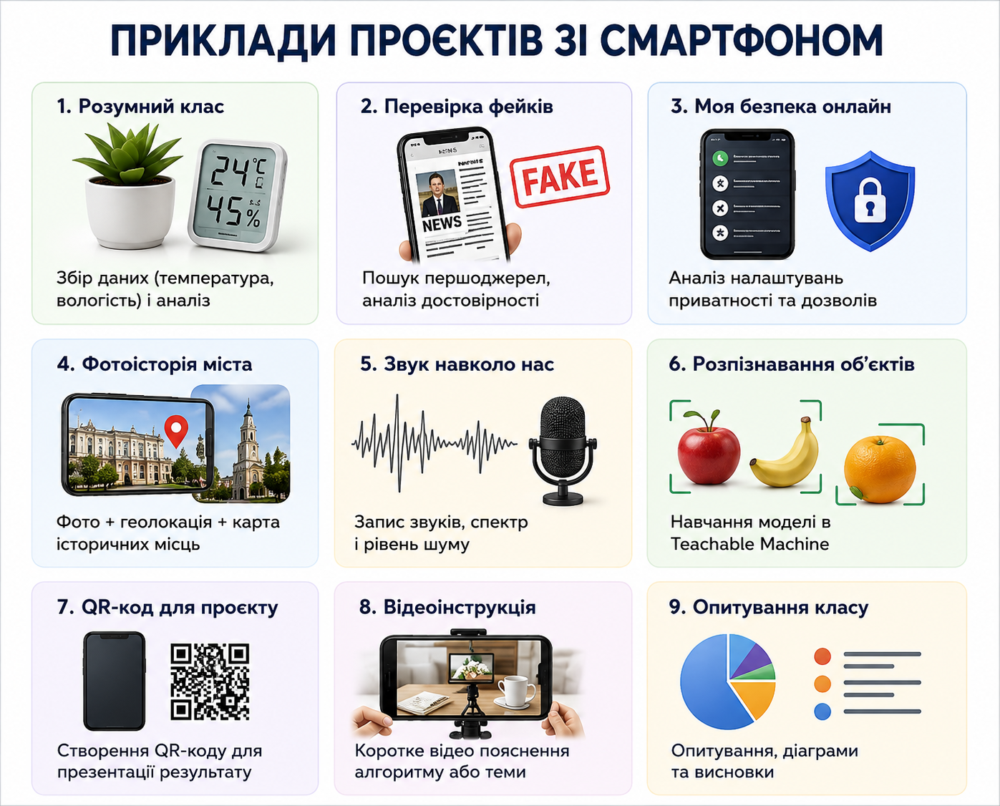 ПРИКЛАДИ ПРОЄКТІВ ЗІ СМАРТФОНОМ
1. Розумний клас
24°C
45%
Збір даних (температура,
вологість) і аналіз
2. Перевірка фейків
NEWS
FAKE
Пошук першоджерел,
аналіз достовірності
3. Моя безпека онлайн
Аналіз налаштувань
приватності та дозволів
4. Фотоісторія міста
Фото + геолокація + карта
історичних місць
5. Звук навколо нас
Запис звуків, спектр
і рівень шуму
6. Розпізнавання об’єктів
Навчання моделі в
Teachable Machine
7. QR-код для проєкту
Створення QR-коду для
презентації результату
8. Відеоінструкція
Коротке відео пояснення
алгоритму або теми
9. Опитування класу
Опитування, діаграми
та висновки